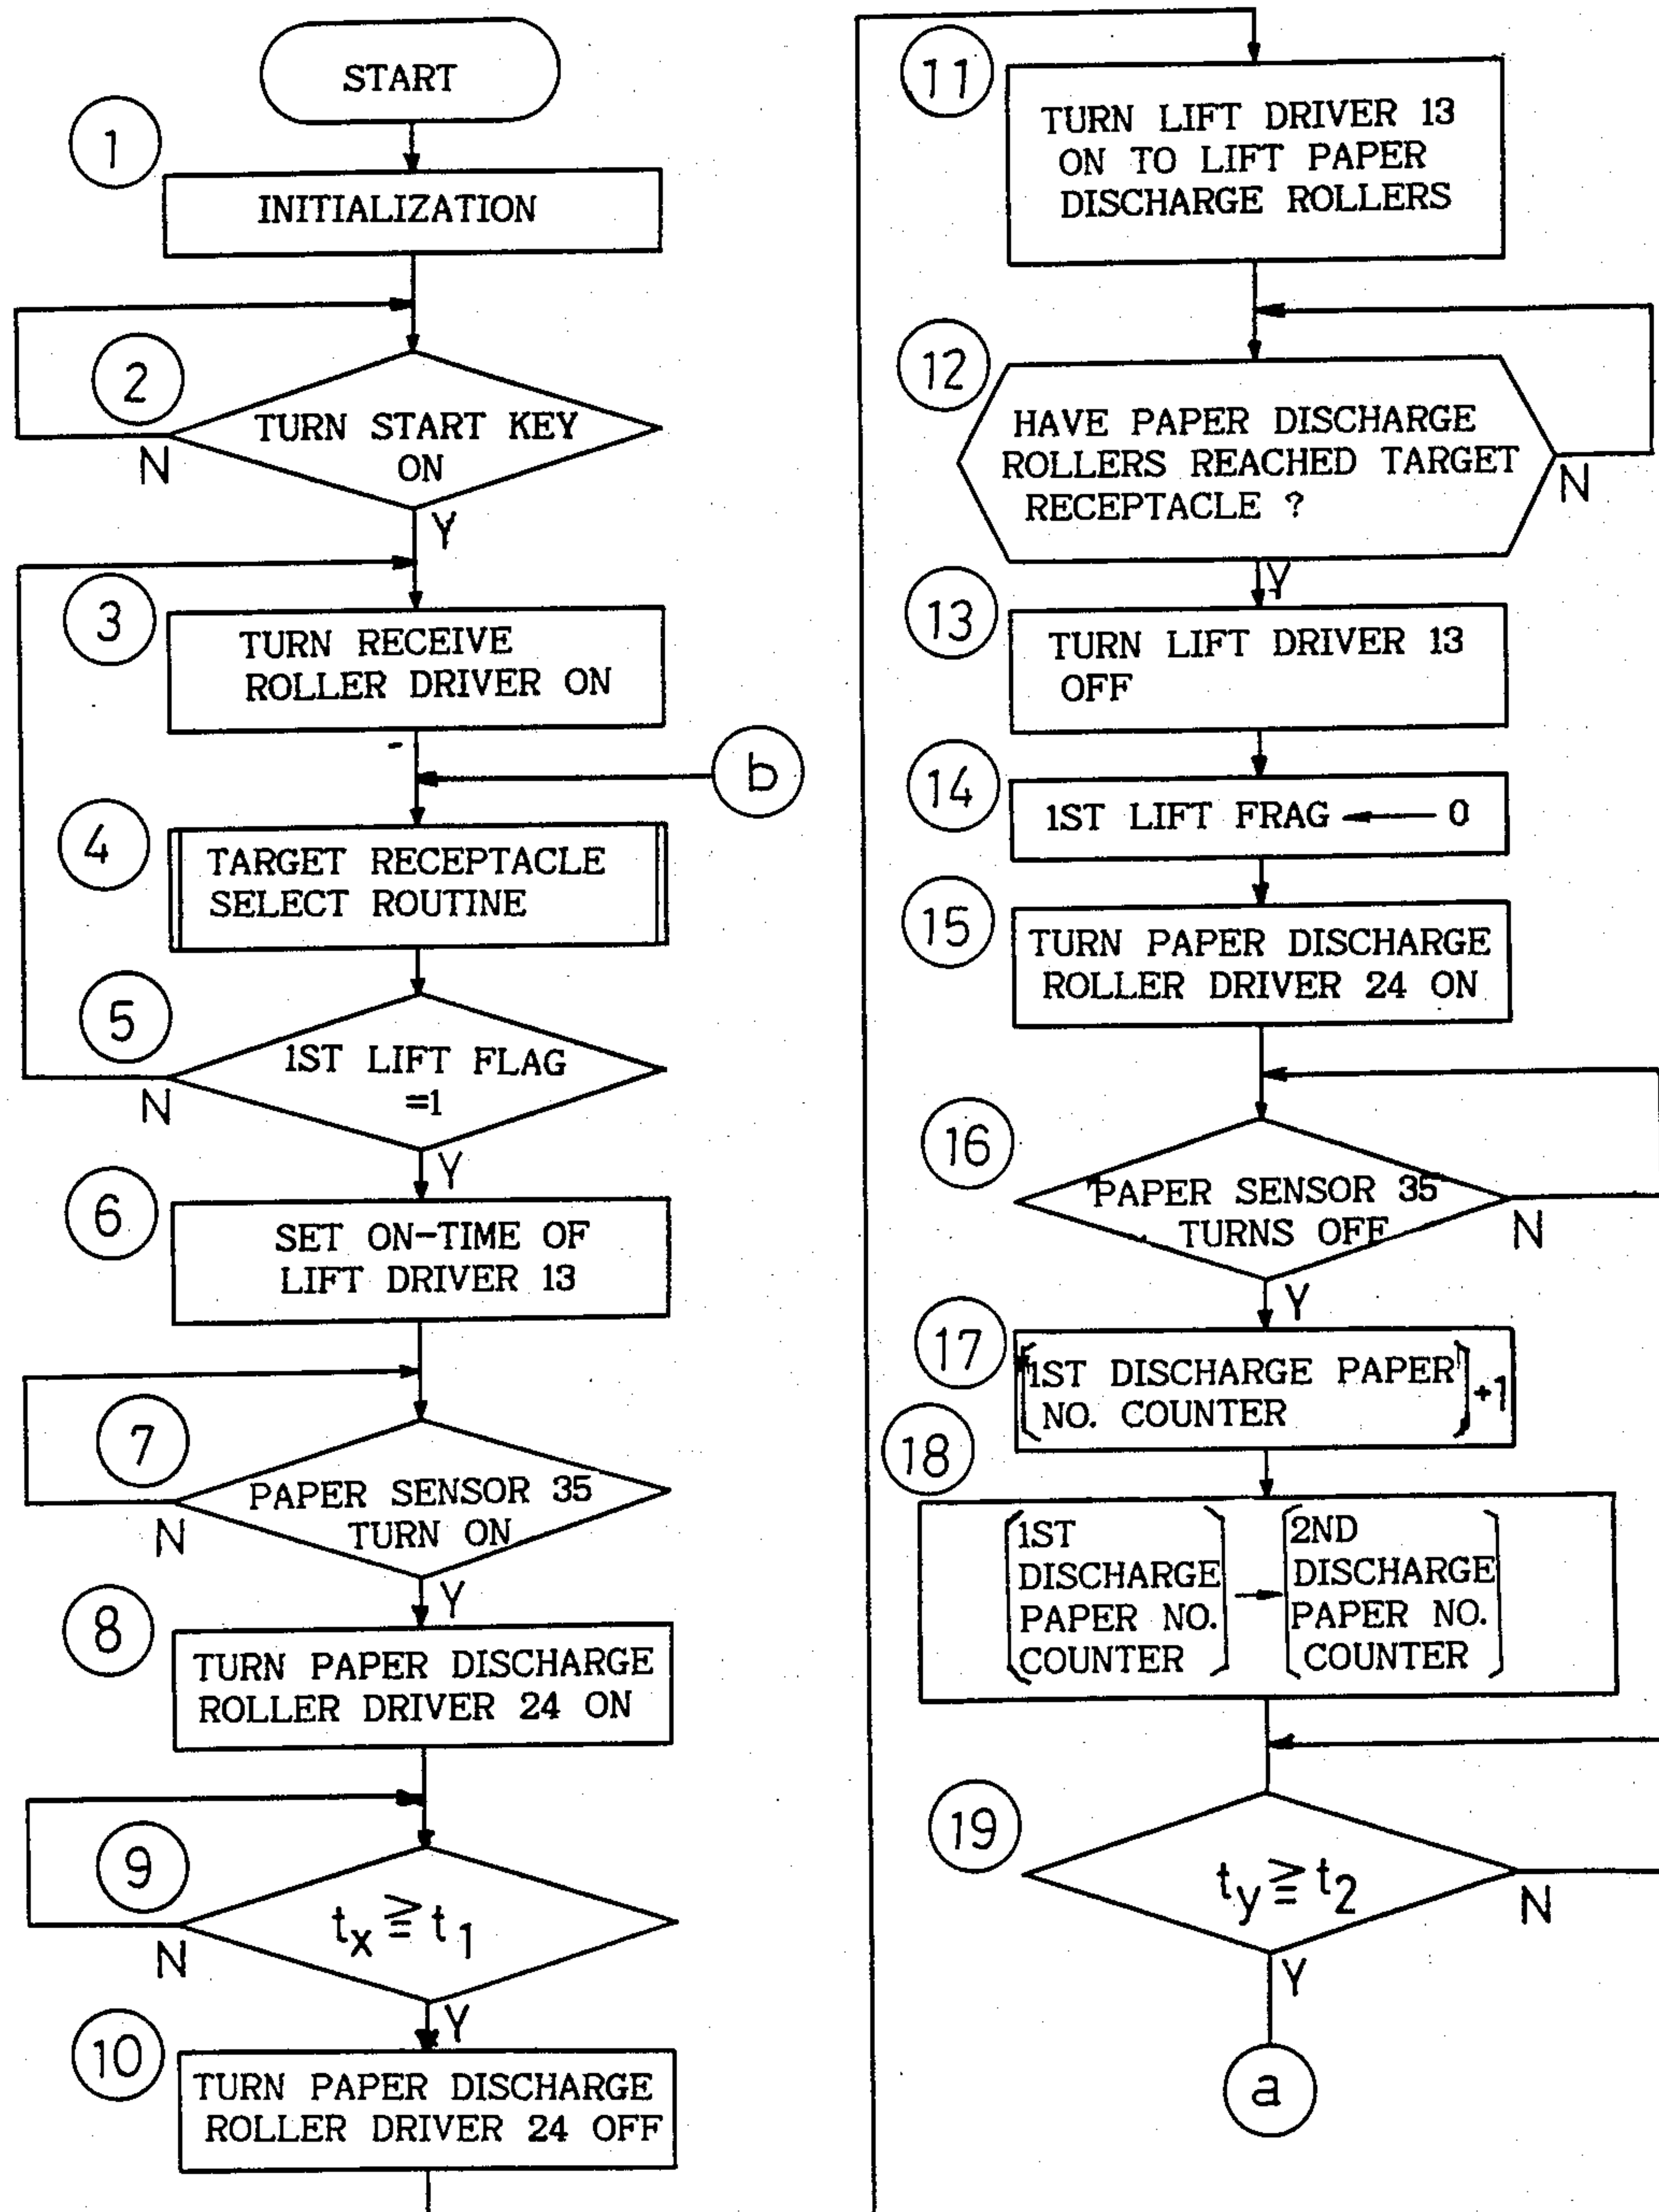 START
1
INITIALIZATION
2
TURN START KEY
ON
N
Y
3
TURN RECEIVE
ROLLER DRIVER ON
b
4
TARGET RECEPTACLE
SELECT ROUTINE
5
1ST LIFT FLAG
=1
N
Y
6
SET ON-TIME OF
LIFT DRIVER 13
7
PAPER SENSOR 35
TURN ON
N
Y
8
TURN PAPER DISCHARGE
ROLLER DRIVER 24 ON
9
tx ≧ t1
N
Y
10
TURN PAPER DISCHARGE
ROLLER DRIVER 24 OFF
11
TURN LIFT DRIVER 13
ON TO LIFT PAPER
DISCHARGE ROLLERS
12
HAVE PAPER DISCHARGE
ROLLERS REACHED TARGET
RECEPTACLE ?
N
Y
13
TURN LIFT DRIVER 13
OFF
14
1ST LIFT FRAG ← 0
15
TURN PAPER DISCHARGE
ROLLER DRIVER 24 ON
16
PAPER SENSOR 35
TURNS OFF
N
Y
17
[1ST DISCHARGE PAPER
NO. COUNTER] +1
18
[1ST
DISCHARGE
PAPER NO.
COUNTER]
→
[2ND
DISCHARGE
PAPER NO.
COUNTER]
19
ty ≧ t2
N
Y
a